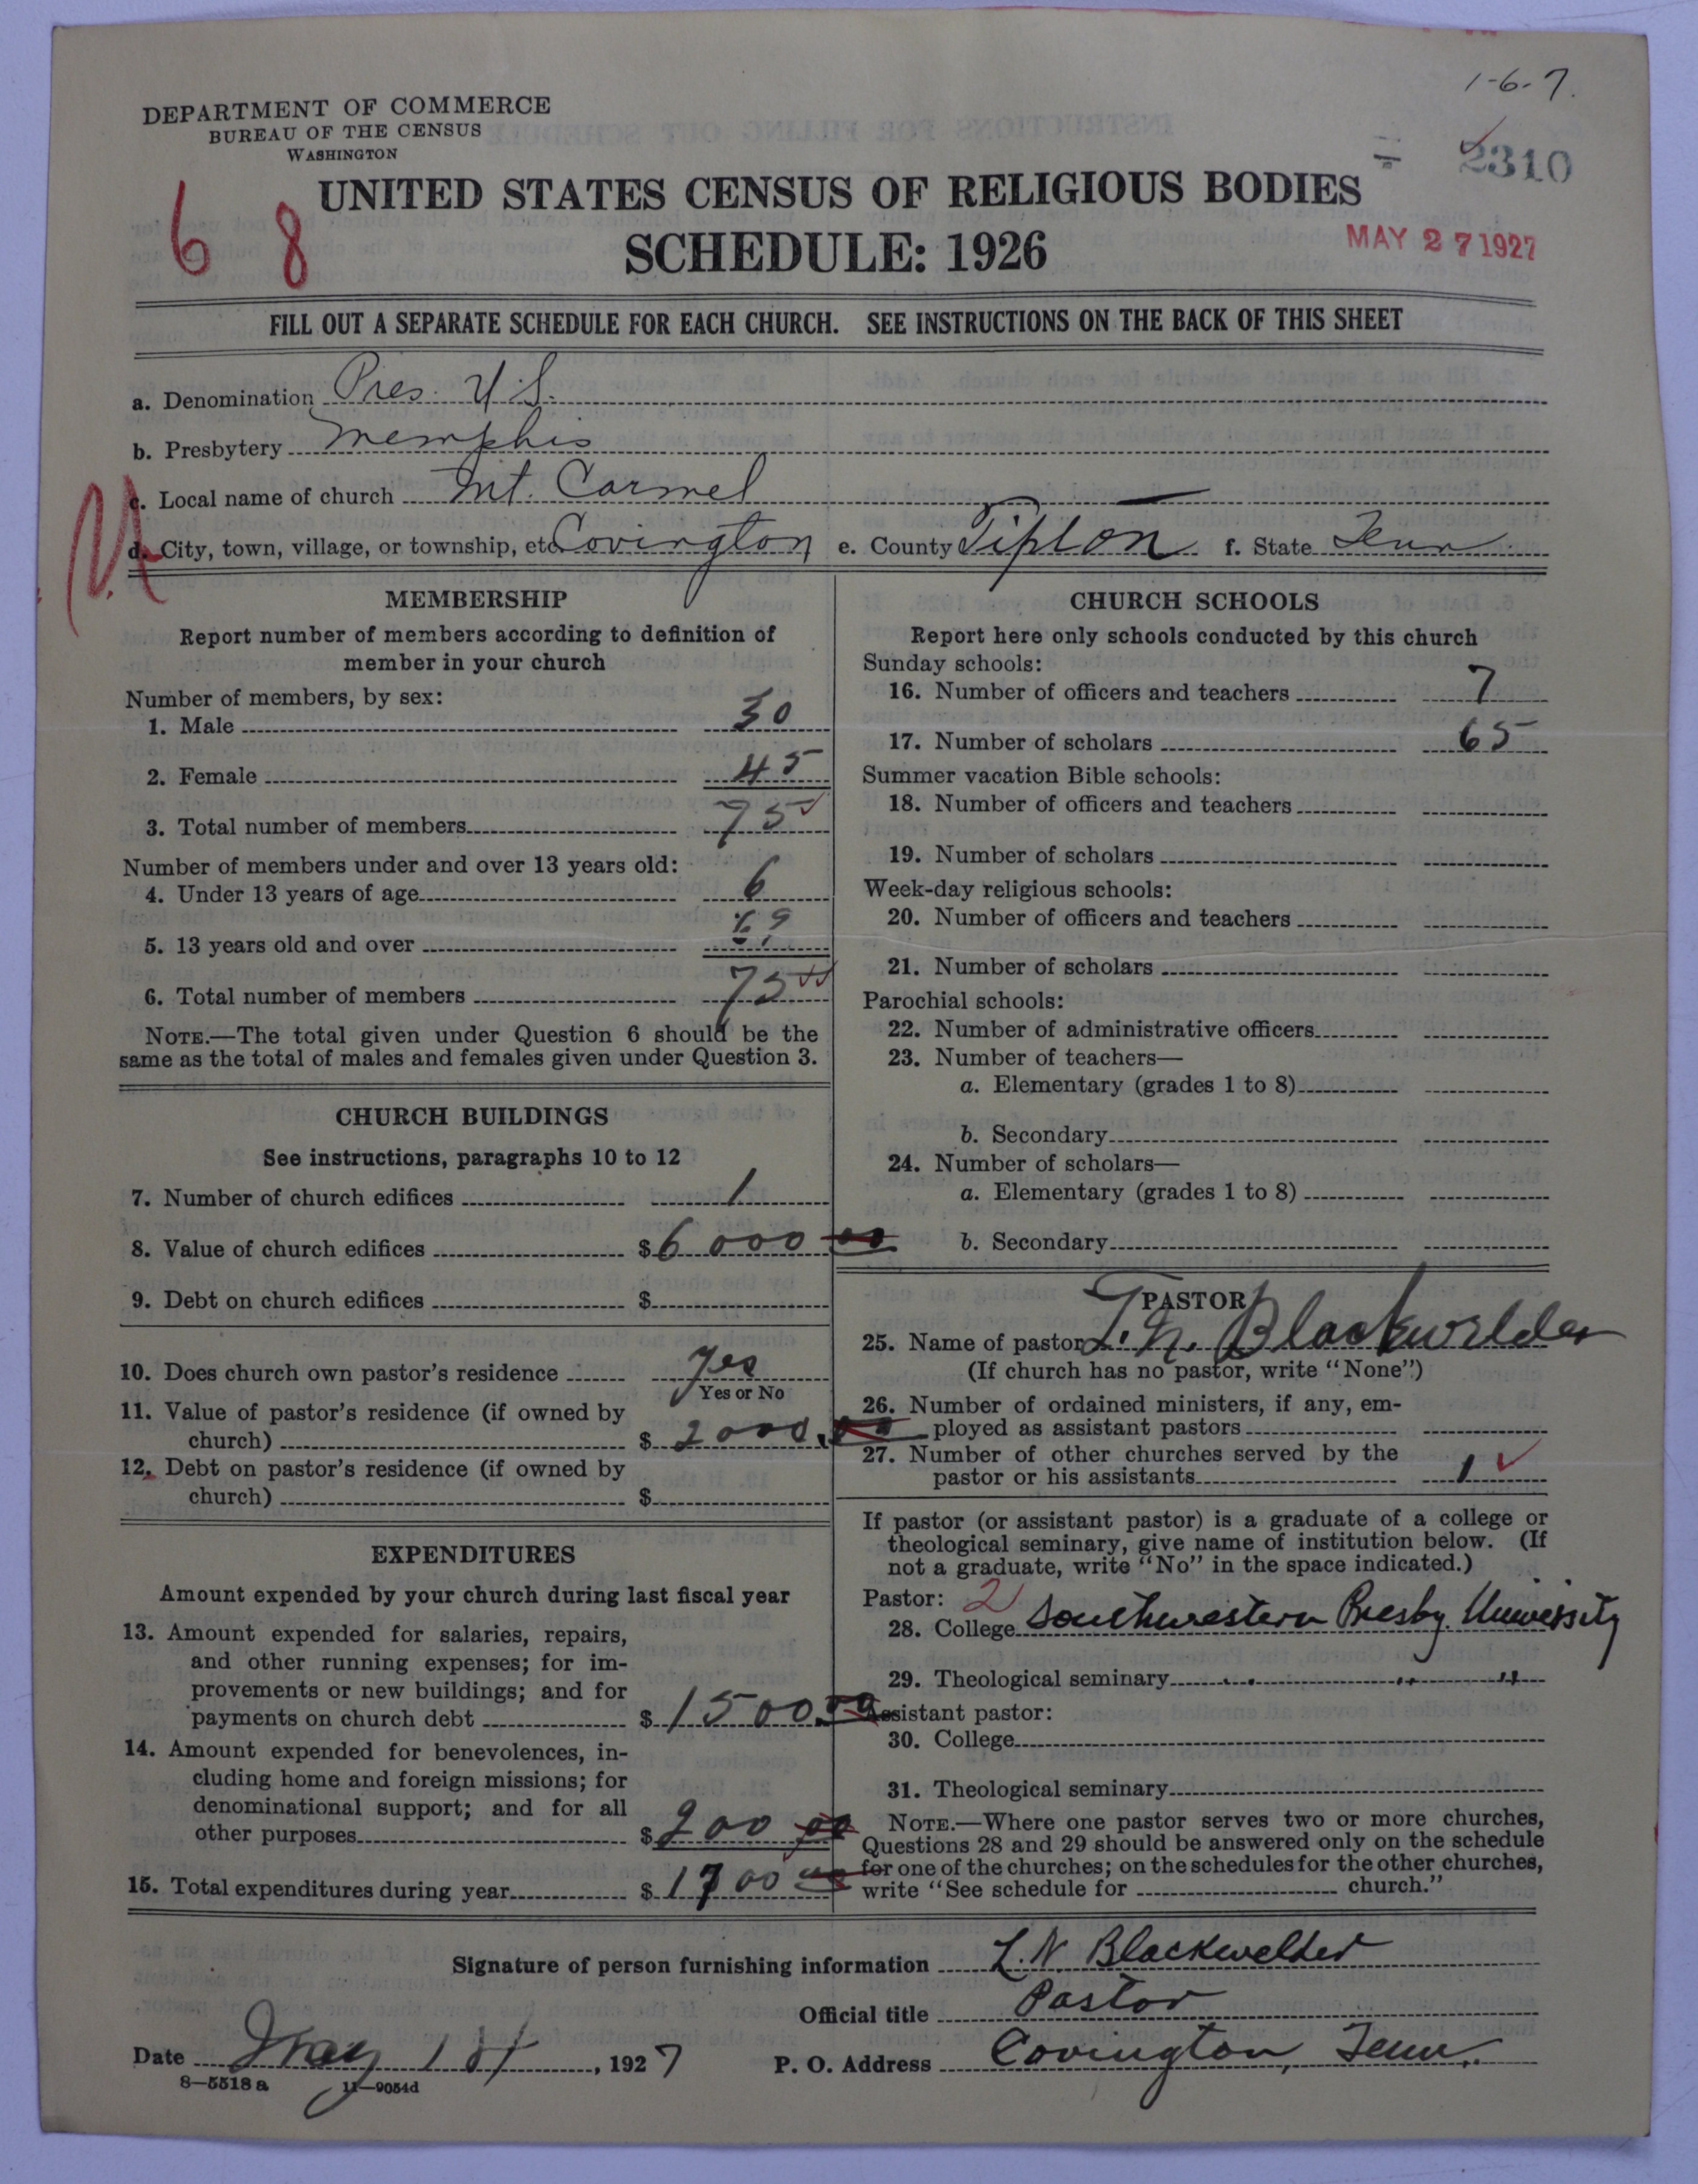 1-6-7.
DEPARTMENT OF COMMERCE
BUREAU OF THE CENSUS
WASHINGTON
2310
UNITED STATES CENSUS OF RELIGIOUS BODIES
6 8
SCHEDULE: 1926
MAY 27 1927
FILL OUT A SEPARATE SCHEDULE FOR EACH CHURCH. SEE INSTRUCTIONS ON THE BACK OF THIS SHEET
a. Denomination Pres. U.S.
b. Presbytery Memphis
c. Local name of church Mt. Carmel
d. City, town, village, or township, etc. Covington e. County Tipton f. State Tenn.
MEMBERSHIP
Report number of members according to definition of
member in your church
Number of members, by sex:
1. Male 30
2. Female 45
3. Total number of members 75
Number of members under and over 13 years old:
4. Under 13 years of age 6
5. 13 years old and over 69
6. Total number of members 75
NOTE.—The total given under Question 6 should be the
same as the total of males and females given under Question 3.
CHURCH BUILDINGS
See instructions, paragraphs 10 to 12
7. Number of church edifices 1
8. Value of church edifices $6000 00
9. Debt on church edifices $
10. Does church own pastor's residence Yes
Yes or No
11. Value of pastor's residence (if owned by
church) $2000.00
12. Debt on pastor's residence (if owned by
church) $
EXPENDITURES
Amount expended by your church during last fiscal year
13. Amount expended for salaries, repairs,
and other running expenses; for im-
provements or new buildings; and for
payments on church debt $1500.00
14. Amount expended for benevolences, in-
cluding home and foreign missions; for
denominational support; and for all
other purposes $200 00
15. Total expenditures during year $1700 00
CHURCH SCHOOLS
Report here only schools conducted by this church
Sunday schools:
16. Number of officers and teachers 7
17. Number of scholars 65
Summer vacation Bible schools:
18. Number of officers and teachers
19. Number of scholars
Week-day religious schools:
20. Number of officers and teachers
21. Number of scholars
Parochial schools:
22. Number of administrative officers
23. Number of teachers—
a. Elementary (grades 1 to 8)
b. Secondary
24. Number of scholars—
a. Elementary (grades 1 to 8)
b. Secondary
PASTOR
25. Name of pastor L. N. Blackwelder
(If church has no pastor, write "None")
26. Number of ordained ministers, if any, em-
ployed as assistant pastors
27. Number of other churches served by the
pastor or his assistants 1
If pastor (or assistant pastor) is a graduate of a college or
theological seminary, give name of institution below. (If
not a graduate, write "No" in the space indicated.)
Pastor: 2
28. College Southwestern Presby. University
29. Theological seminary " " "
Assistant pastor:
30. College
31. Theological seminary
NOTE.—Where one pastor serves two or more churches,
Questions 28 and 29 should be answered only on the schedule
for one of the churches; on the schedules for the other churches,
write "See schedule for church."
Signature of person furnishing information L. N. Blackwelder
Official title Pastor
Date May 18, 1927 P. O. Address Covington, Tenn.
8—5518 a 11—9054d